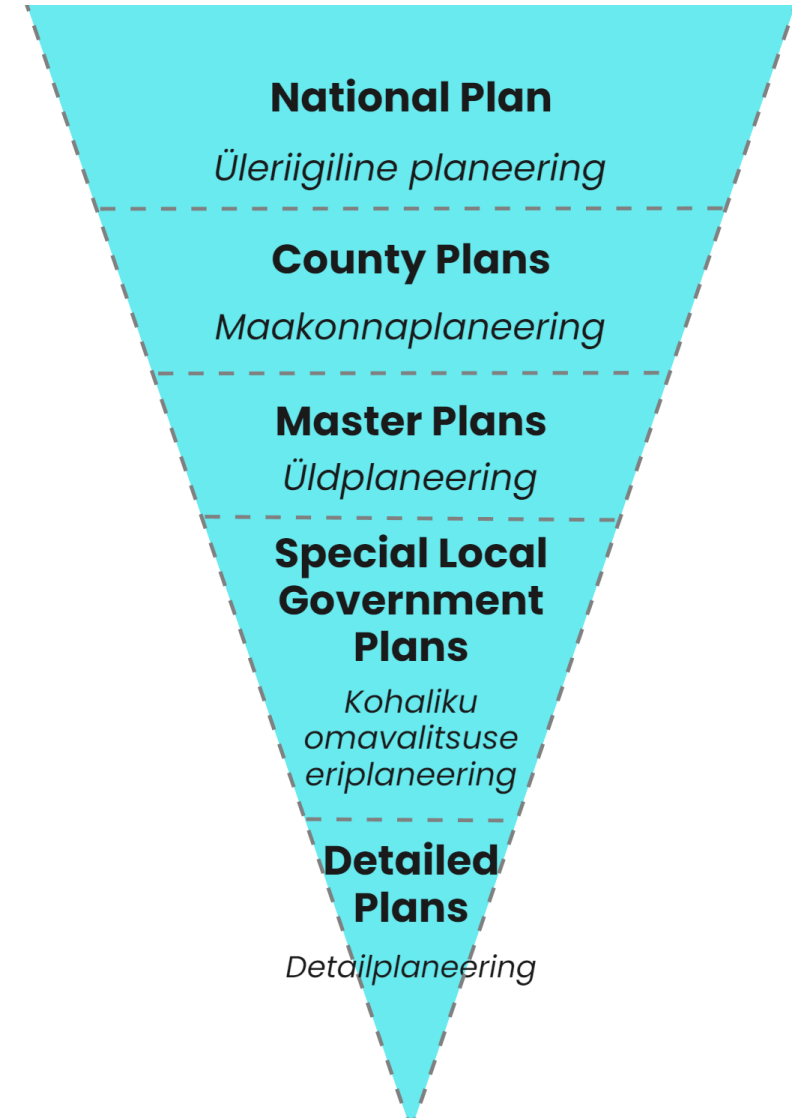 National Plan
Üleriigiline planeering
County Plans
Maakonnaplaneering
Master Plans
Üldplaneering
Special Local
Government
Plans
Kohaliku
omavalitsuse
eriplaneering
Detailed
Plans
Detailplaneering